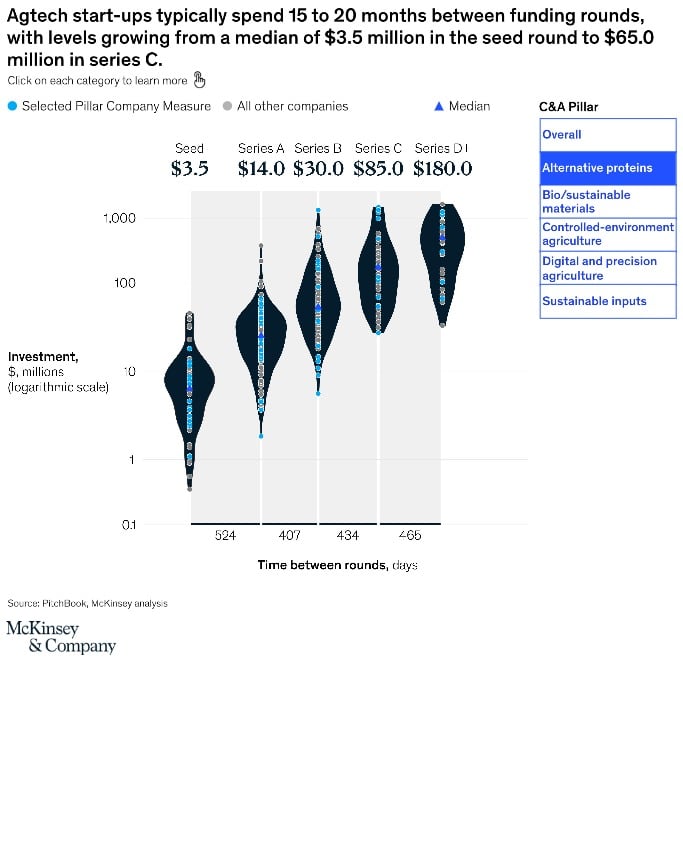 Agtech start-ups typically spend 15 to 20 months between funding rounds,
with levels growing from a median of $3.5 million in the seed round to $65.0
million in series C.
Click on each category to learn more
Selected Pillar Company Measure
All other companies
Median
C&A Pillar
Overall
Alternative proteins
Bio/sustainable
materials
Controlled-environment
agriculture
Digital and precision
agriculture
Sustainable inputs
Seed Series A Series B Series C Series D+
$3.5 $14.0 $30.0 $85.0 $180.0
1,000
100
Investment,
$, millions
(logarithmic scale)
10
1
0.1
524 407 434 465
Time between rounds, days
Source: PitchBook, McKinsey analysis
McKinsey
& Company